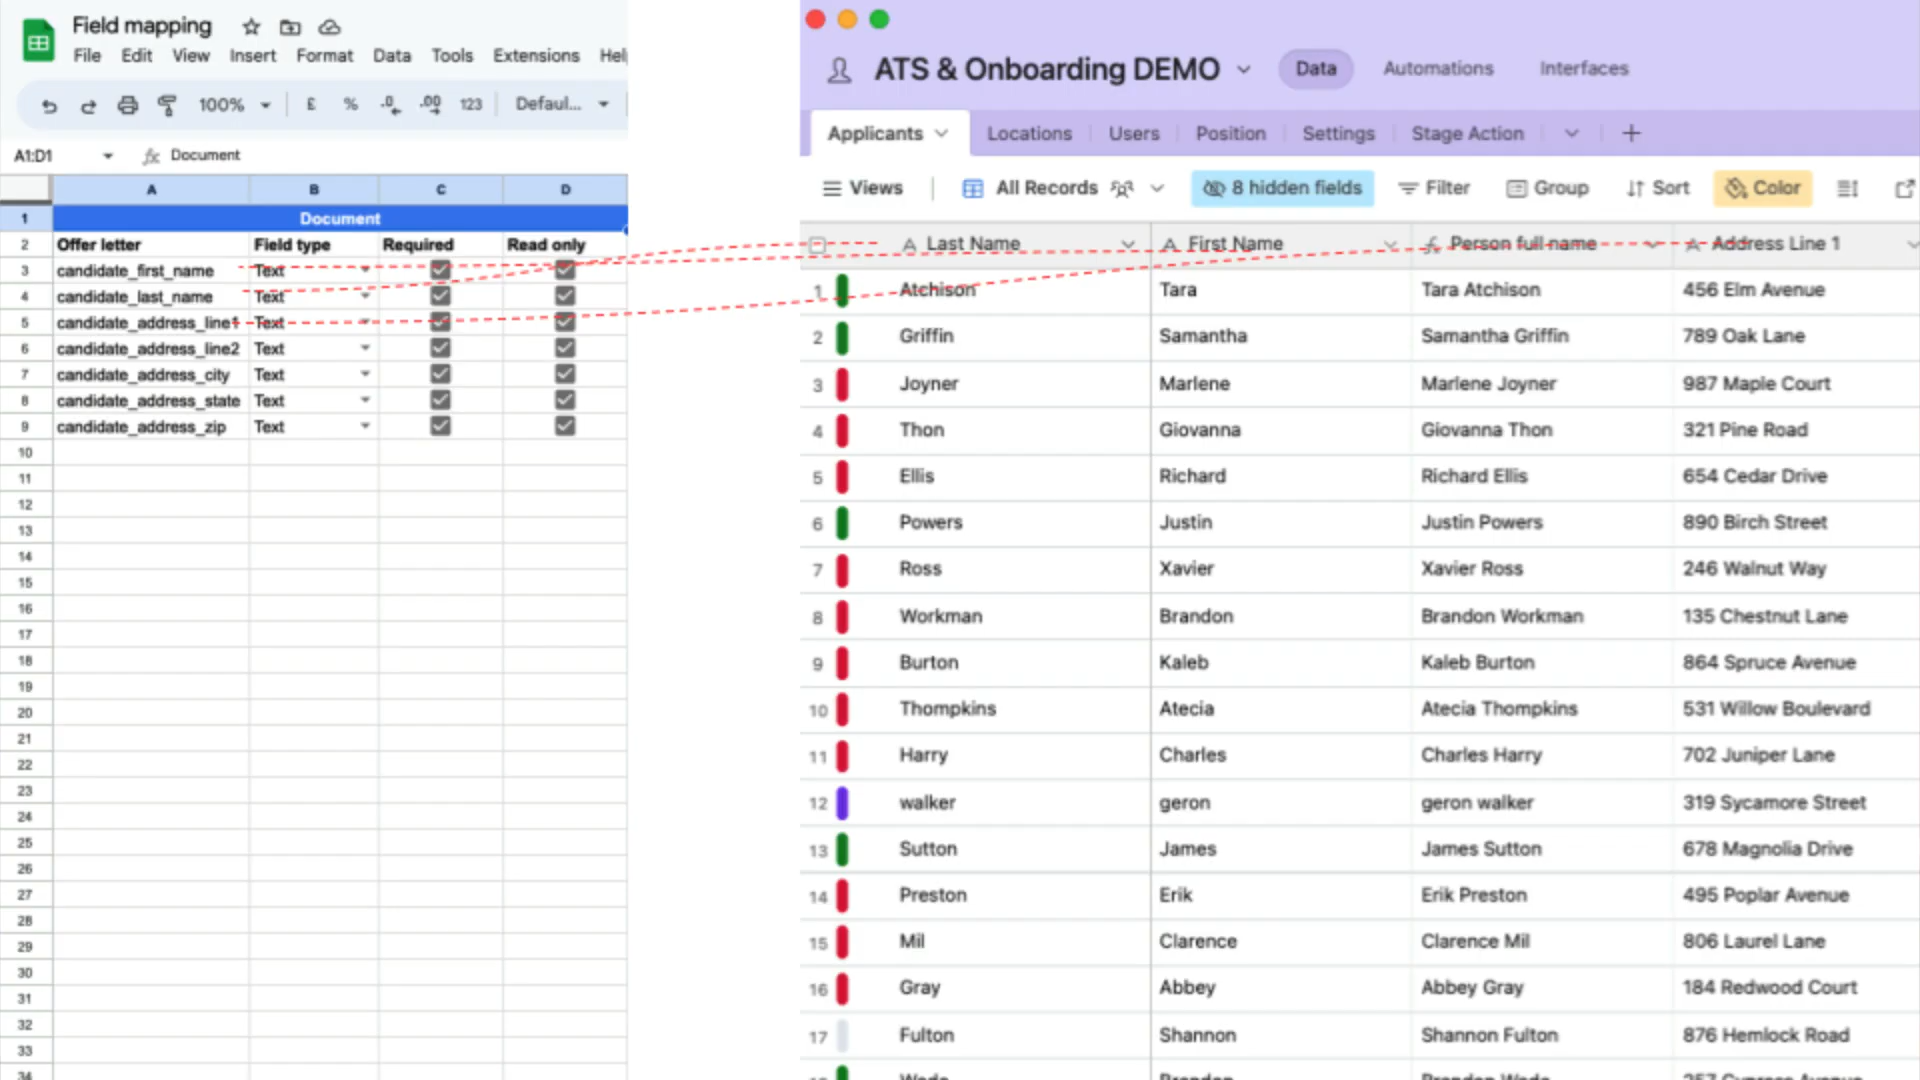 Field mapping
File Edit View Insert Format Data Tools Extensions Hel
100% £ % .0 .00 123 Defaul...
A1:D1 fx Document
A B C D
1 Document
2 Offer letter Field type Required Read only
3 candidate_first_name Text
4 candidate_last_name Text
5 candidate_address_line1 Text
6 candidate_address_line2 Text
7 candidate_address_city Text
8 candidate_address_state Text
9 candidate_address_zip Text
10
11
12
13
14
15
16
17
18
19
20
21
22
23
24
25
26
27
28
29
30
31
32
33
34
ATS & Onboarding DEMO Data Automations Interfaces
Applicants Locations Users Position Settings Stage Action +
Views All Records 8 hidden fields Filter Group Sort Color
Last Name First Name Person full name Address Line 1
1 Atchison Tara Tara Atchison 456 Elm Avenue
2 Griffin Samantha Samantha Griffin 789 Oak Lane
3 Joyner Marlene Marlene Joyner 987 Maple Court
4 Thon Giovanna Giovanna Thon 321 Pine Road
5 Ellis Richard Richard Ellis 654 Cedar Drive
6 Powers Justin Justin Powers 890 Birch Street
7 Ross Xavier Xavier Ross 246 Walnut Way
8 Workman Brandon Brandon Workman 135 Chestnut Lane
9 Burton Kaleb Kaleb Burton 864 Spruce Avenue
10 Thompkins Atecia Atecia Thompkins 531 Willow Boulevard
11 Harry Charles Charles Harry 702 Juniper Lane
12 walker geron geron walker 319 Sycamore Street
13 Sutton James James Sutton 678 Magnolia Drive
14 Preston Erik Erik Preston 495 Poplar Avenue
15 Mil Clarence Clarence Mil 806 Laurel Lane
16 Gray Abbey Abbey Gray 184 Redwood Court
17 Fulton Shannon Shannon Fulton 876 Hemlock Road